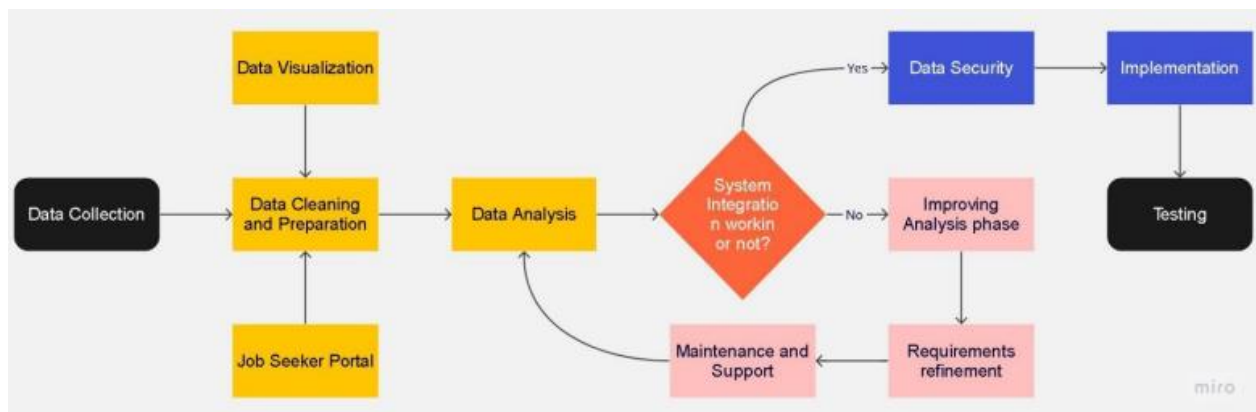 Data Visualization
Yes
Data Security
Implementation
Data Collection
Data Cleaning
and Preparation
Data Analysis
System
Integratio
n workin
or not?
No
Improving
Analysis phase
Testing
Job Seeker Portal
Maintenance and
Support
Requirements
refinement
miro